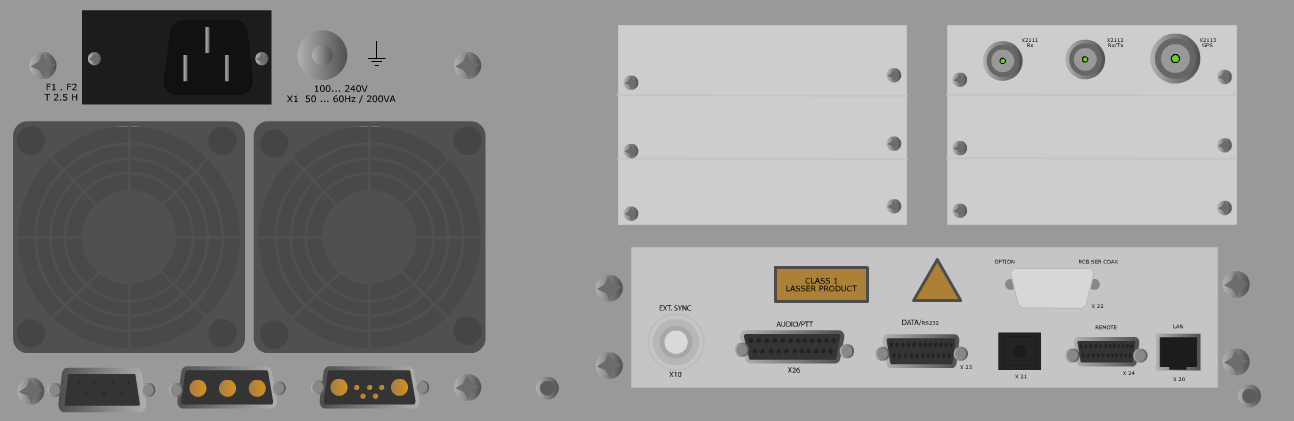 F1 . F2
T 2.5 H
100... 240V
X1 50 ... 60Hz / 200VA
X2111
Rx
X2112
Rx/Tx
X2113
GPS
CLASS 1
LASSER PRODUCT
OPTION
RCB SER COAX
X 22
EXT. SYNC
X10
AUDIO/PTT
X26
DATA/RS232
X 23
X 21
REMOTE
X 24
LAN
X 20